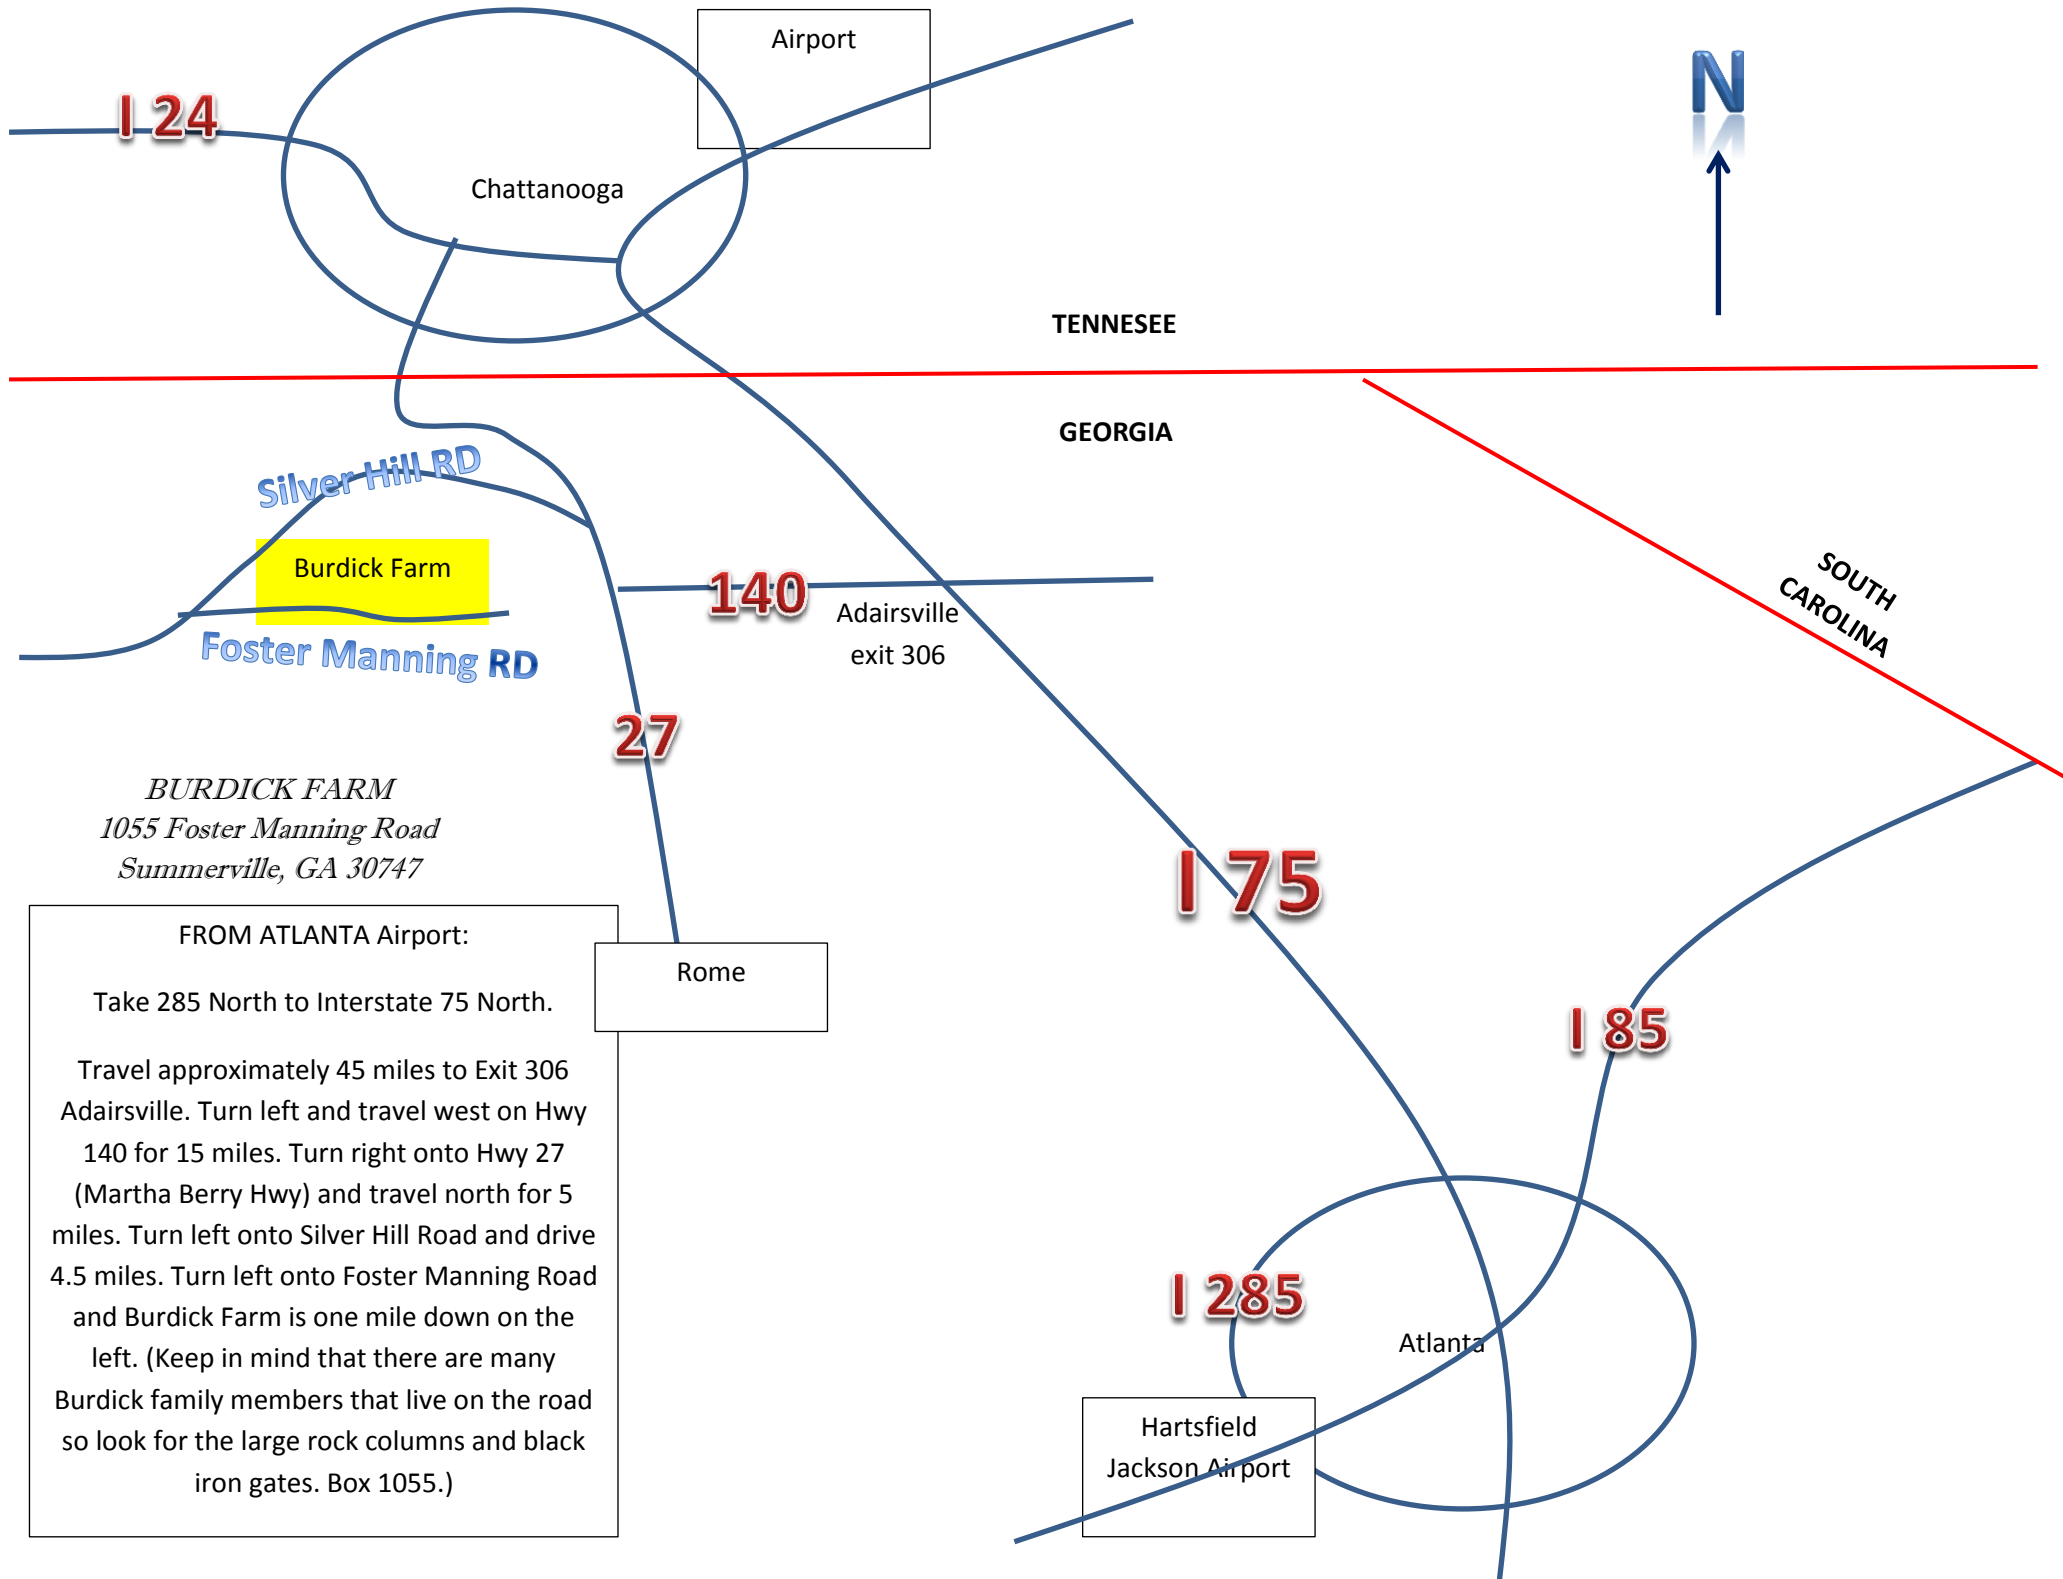 Airport
N
I 24
Chattanooga
TENNESEE
GEORGIA
Silver Hill RD
SOUTH
CAROLINA
Burdick Farm
140
Adairsville
exit 306
Foster Manning RD
27
BURDICK FARM
1055 Foster Manning Road
Summerville, GA 30747
I 75
FROM ATLANTA Airport:
Take 285 North to Interstate 75 North.
Travel approximately 45 miles to Exit 306
Adairsville. Turn left and travel west on Hwy
140 for 15 miles. Turn right onto Hwy 27
(Martha Berry Hwy) and travel north for 5
miles. Turn left onto Silver Hill Road and drive
4.5 miles. Turn left onto Foster Manning Road
and Burdick Farm is one mile down on the
left. (Keep in mind that there are many
Burdick family members that live on the road
so look for the large rock columns and black
iron gates. Box 1055.)
Rome
I 85
I 285
Atlanta
Hartsfield
Jackson Airport